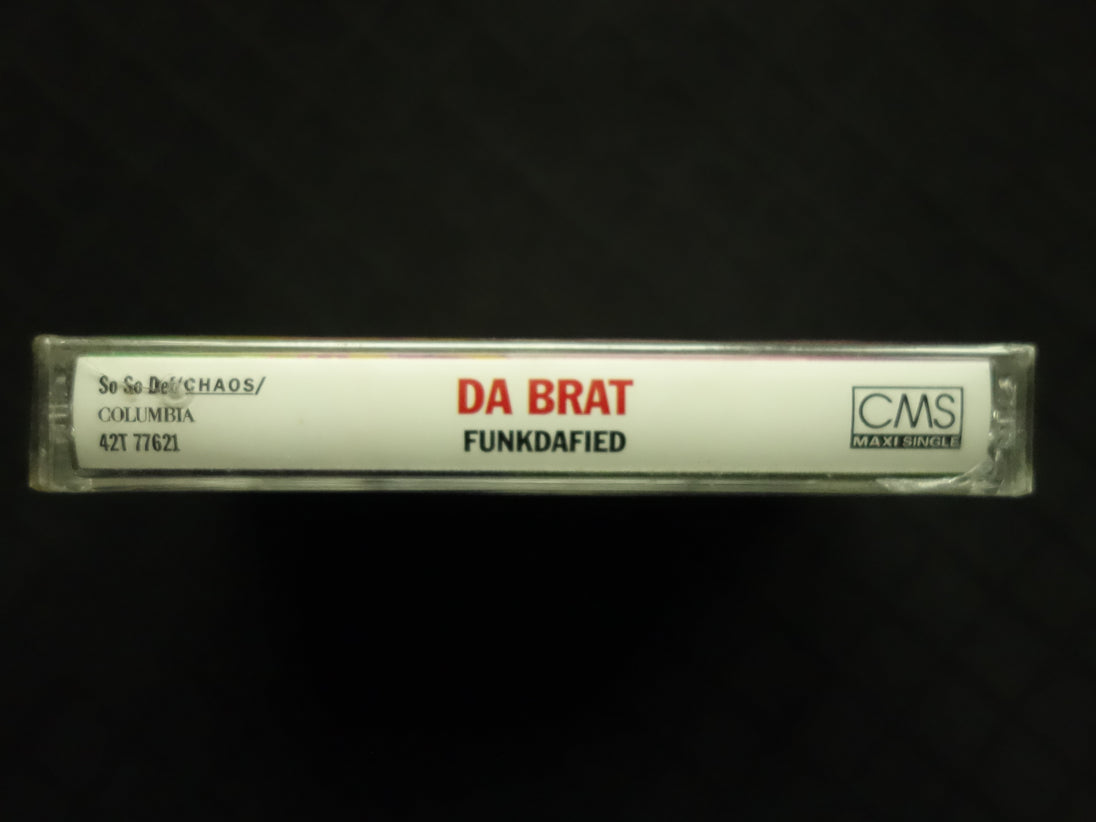 So So Def/CHAOS/
COLUMBIA
42T 77621
DA BRAT
FUNKDAFIED
CMS
MAXI SINGLE